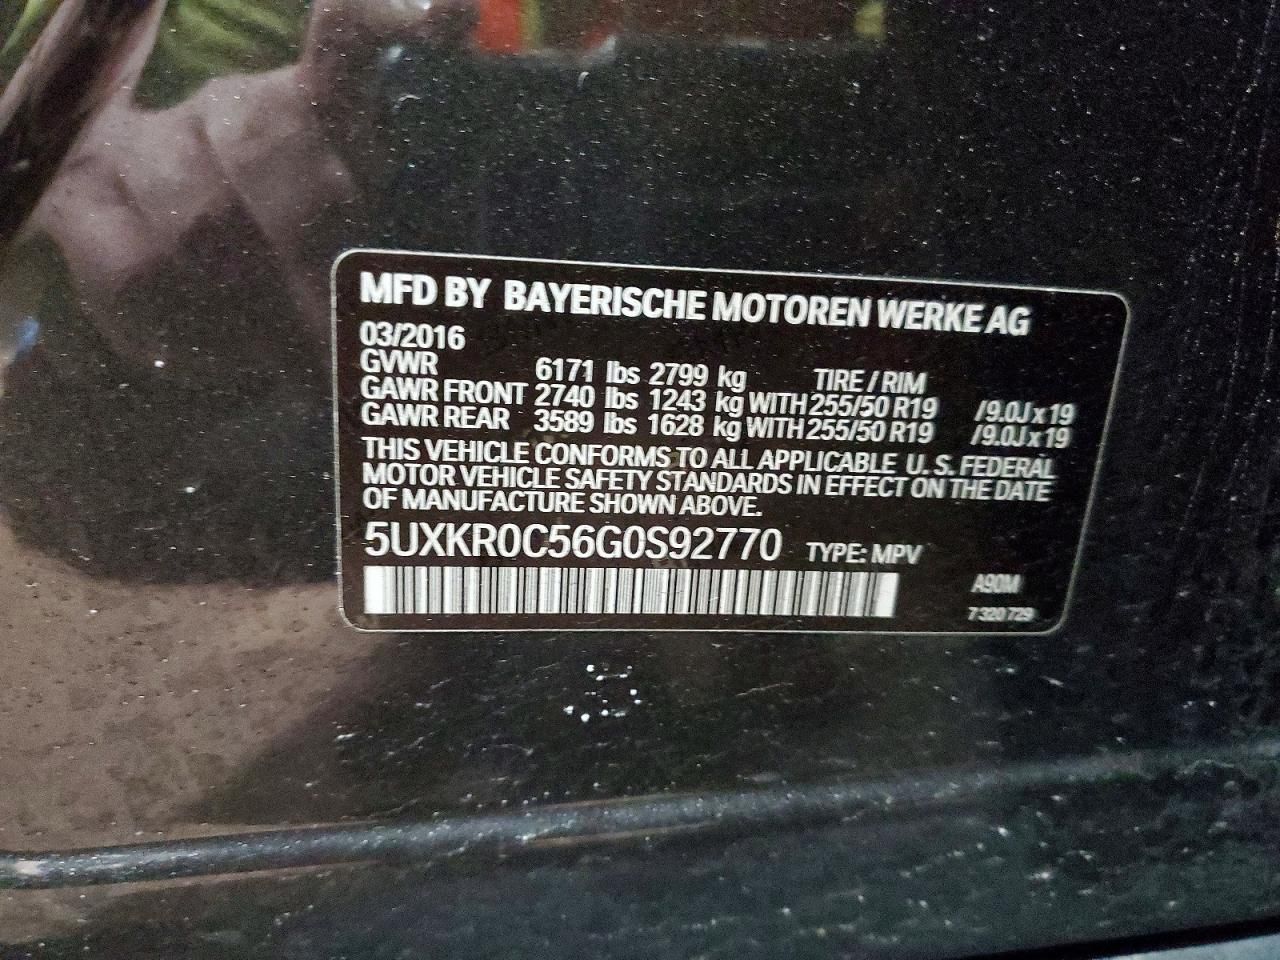 MFD BY BAYERISCHE MOTOREN WERKE AG
03/2016
GVWR 6171 lbs 2799 kg TIRE / RIM
GAWR FRONT 2740 lbs 1243 kg WITH 255/50 R19 /9.0J x 19
GAWR REAR 3589 lbs 1628 kg WITH 255/50 R19 /9.0J x 19
THIS VEHICLE CONFORMS TO ALL APPLICABLE U. S. FEDERAL
MOTOR VEHICLE SAFETY STANDARDS IN EFFECT ON THE DATE
OF MANUFACTURE SHOWN ABOVE.
5UXKR0C56G0S92770 TYPE: MPV
A90M
7 320 729